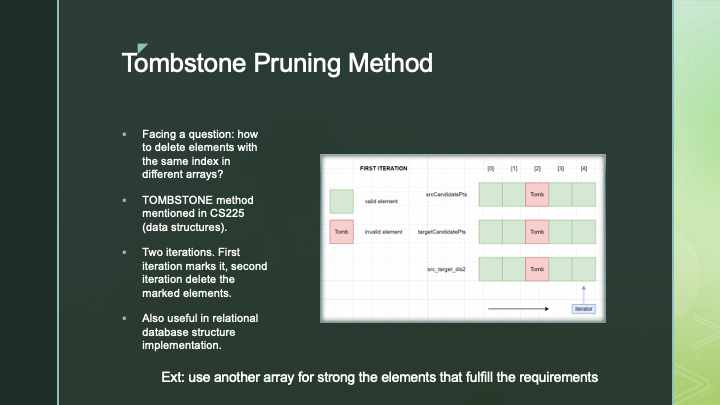 Tombstone Pruning Method
Facing a question: how
to delete elements with
the same index in
different arrays?
TOMBSTONE method
mentioned in CS225
(data structures).
Two iterations. First
iteration marks it, second
iteration delete the
marked elements.
Also useful in relational
database structure
implementation.
FIRST ITERATION
[0] [1] [2] [3] [4]
valid element
srcCandidatePts
Tomb
Tomb
invalid element
targetCandidatePts
Tomb
src_target_dis2
Tomb
iterator
Ext: use another array for strong the elements that fulfill the requirements